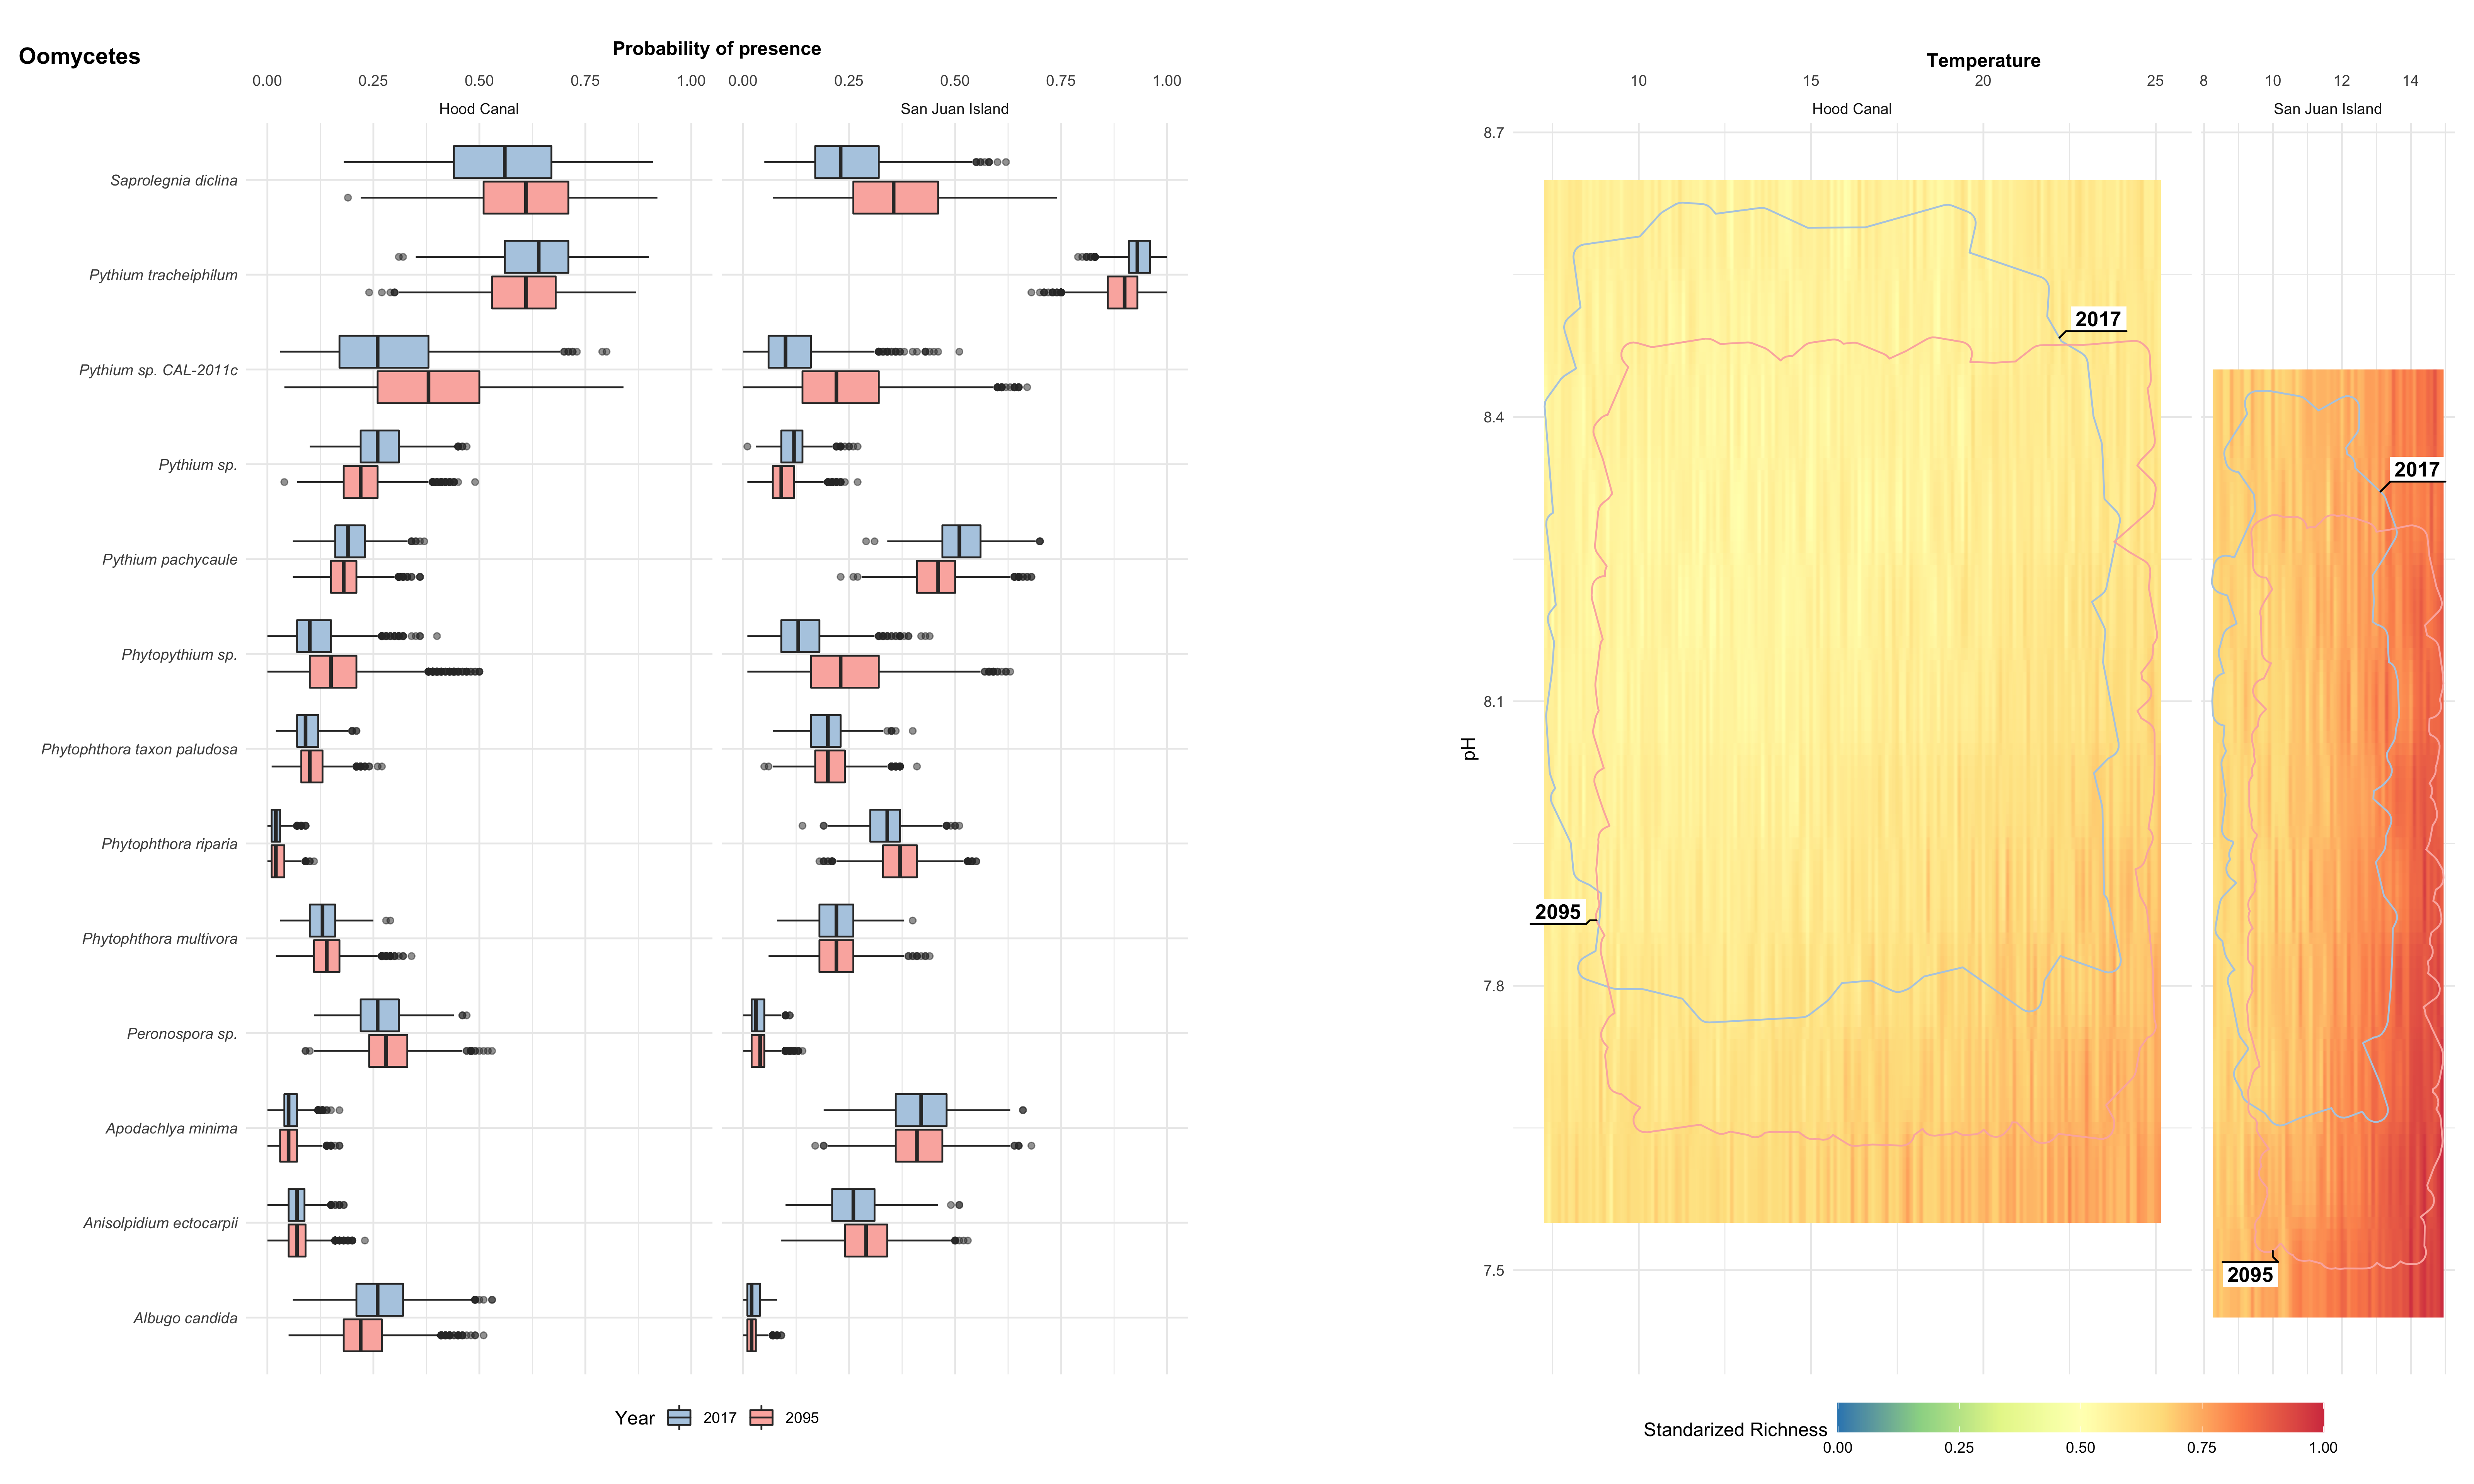 Oomycetes
Probability of presence
0.00 0.25 0.50 0.75 1.00 0.00 0.25 0.50 0.75 1.00
Hood Canal San Juan Island
Saprolegnia diclina
Pythium tracheiphilum
Pythium sp. CAL-2011c
Pythium sp.
Pythium pachycaule
Phytopythium sp.
Phytophthora taxon paludosa
Phytophthora riparia
Phytophthora multivora
Peronospora sp.
Apodachlya minima
Anisolpidium ectocarpii
Albugo candida
Year 2017 2095
Temperature
10 15 20 25 8 10 12 14
Hood Canal San Juan Island
8.7
8.4
8.1
7.8
7.5
pH
2017
2017
2095
2095
Standarized Richness
0.00 0.25 0.50 0.75 1.00